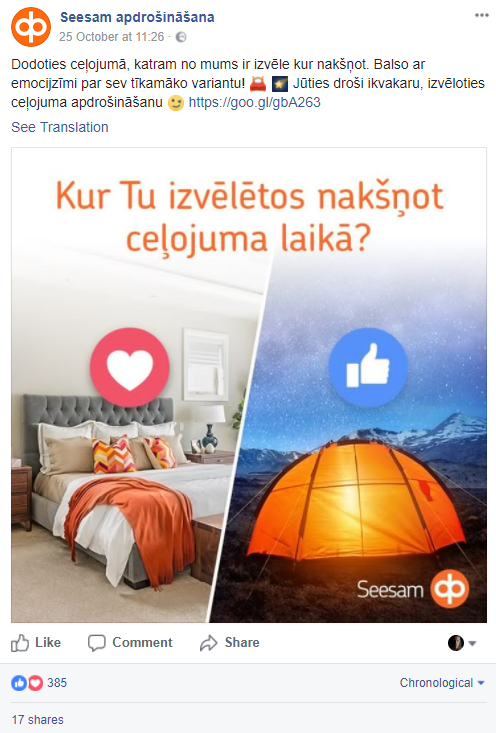 Seesam apdrošināšana
25 October at 11:26 ·
Dodoties ceļojumā, katram no mums ir izvēle kur nakšņot. Balso ar
emocijzīmi par sev tīkamāko variantu! 🛋️ 🌠 Jūties droši ikvakaru, izvēloties
ceļojuma apdrošināšanu 😉 https://goo.gl/gbA263
See Translation
Kur Tu izvēlētos nakšņot
ceļojuma laikā?
Seesam
Like Comment Share
385 Chronological
17 shares